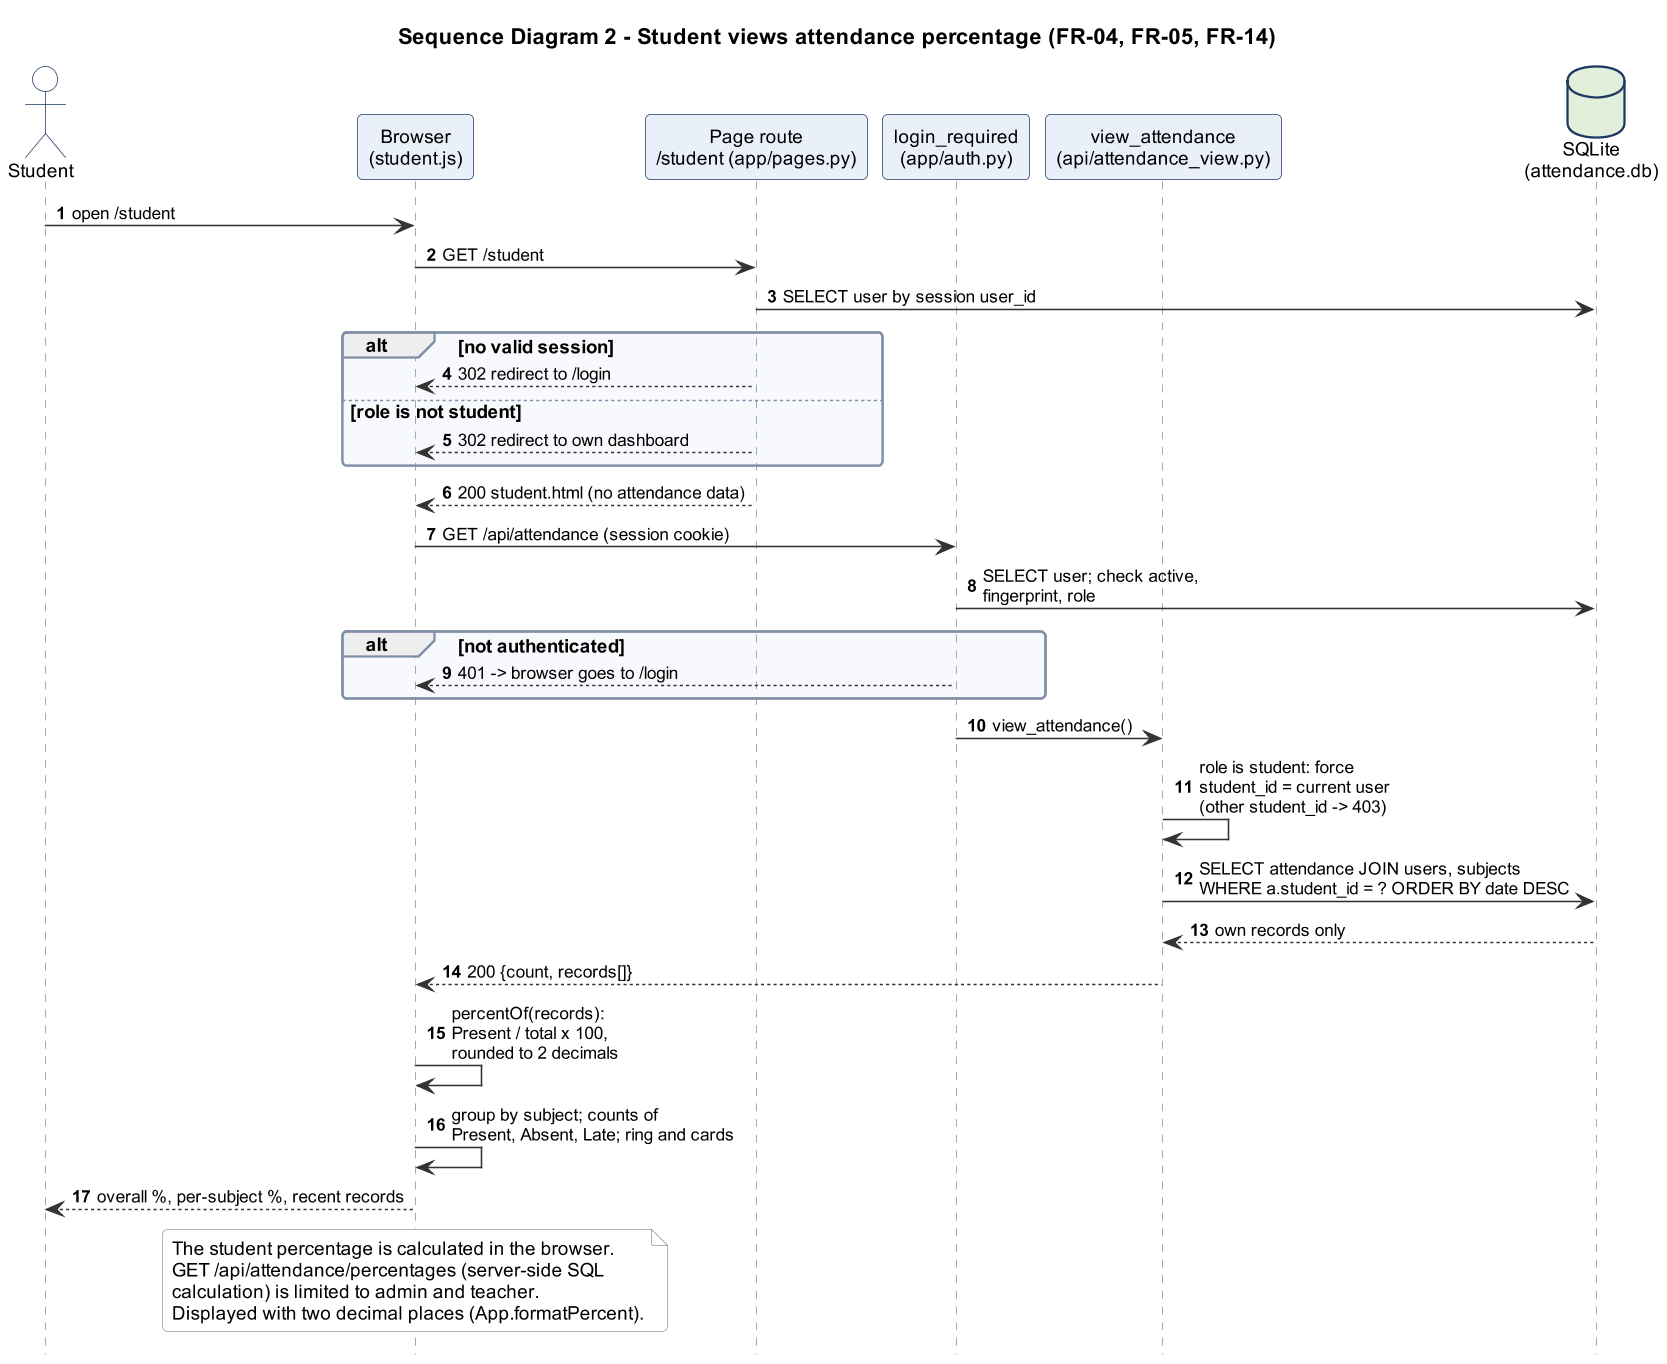 Sequence Diagram 2 - Student views attendance percentage (FR-04, FR-05, FR-14)
Student
Browser
(student.js)
Page route
/student (app/pages.py)
login_required
(app/auth.py)
view_attendance
(api/attendance_view.py)
SQLite
(attendance.db)
1 open /student
2 GET /student
3 SELECT user by session user_id
alt [no valid session]
4 302 redirect to /login
[role is not student]
5 302 redirect to own dashboard
6 200 student.html (no attendance data)
7 GET /api/attendance (session cookie)
8 SELECT user; check active,
fingerprint, role
alt [not authenticated]
9 401 -> browser goes to /login
10 view_attendance()
role is student: force
11 student_id = current user
(other student_id -> 403)
12 SELECT attendance JOIN users, subjects
WHERE a.student_id = ? ORDER BY date DESC
13 own records only
14 200 {count, records[]}
percentOf(records):
15 Present / total x 100,
rounded to 2 decimals
16 group by subject; counts of
Present, Absent, Late; ring and cards
17 overall %, per-subject %, recent records
The student percentage is calculated in the browser.
GET /api/attendance/percentages (server-side SQL
calculation) is limited to admin and teacher.
Displayed with two decimal places (App.formatPercent).